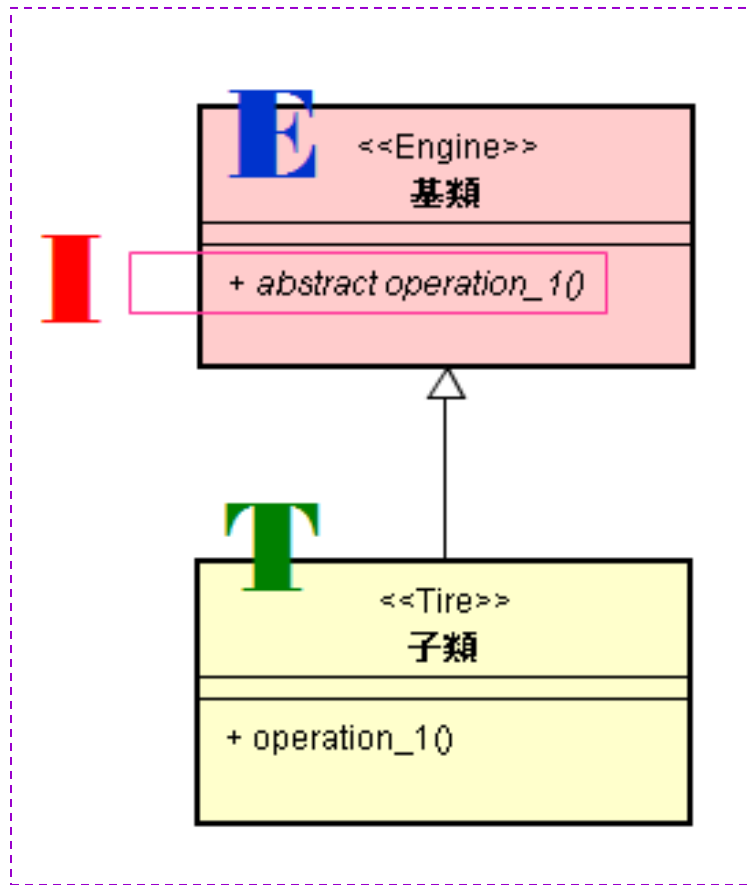 E
<<Engine>>
基類
I
+ abstract operation_1()
T
<<Tire>>
子類
+ operation_1()